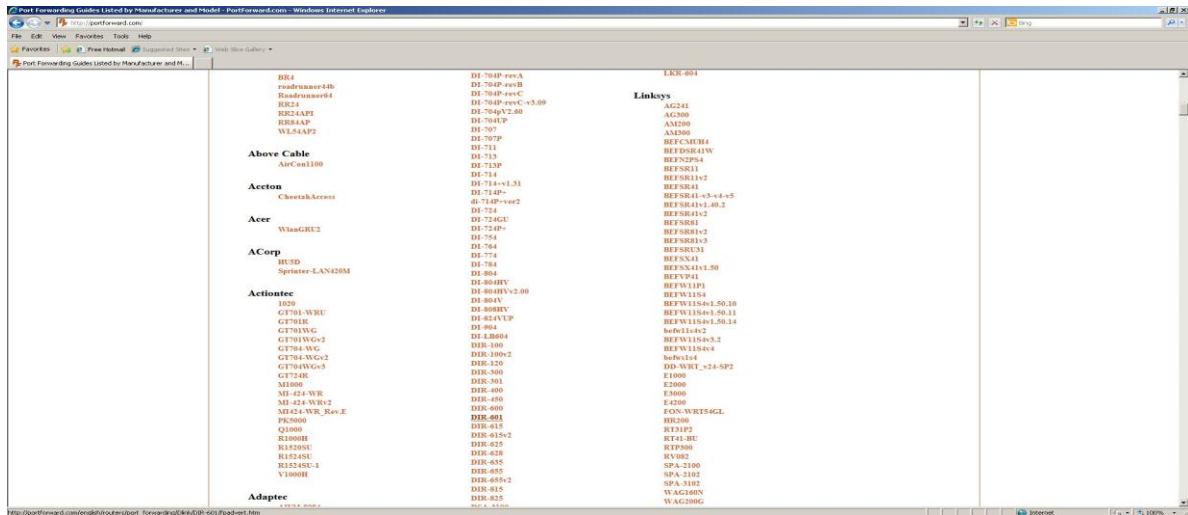 Port Forwarding Guides Listed by Manufacturer and Model - PortForward.com - Windows Internet Explorer
http://portforward.com/
Bing
File Edit View Favorites Tools Help
Favorites Free Hotmail Suggested Sites Web Slice Gallery
Port Forwarding Guides Listed by Manufacturer and M...
BR4
roadrunner44b
Roadrunner64
RR24
RR24API
RR84AP
WL54AP2
Above Cable
AirCon1100
Accton
CheetahAccess
Acer
WlanGRU2
ACorp
HU5D
Sprinter-LAN420M
Actiontec
1020
GT701-WRU
GT701R
GT701WG
GT701WGv2
GT704-WG
GT704-WGv2
GT704WGv3
GT724R
M1000
MI-424-WR
MI-424-WRv2
MI424-WR_Rev.E
PK5000
Q1000
R1000H
R1520SU
R1524SU
R1524SU-1
V1000H
Adaptec
DI-704P-revA
DI-704P-revB
DI-704P-revC
DI-704P-revC-v3.09
DI-704pV2.60
DI-704UP
DI-707
DI-707P
DI-711
DI-713
DI-713P
DI-714
DI-714+v1.31
DI-714P+
di-714P+ver2
DI-724
DI-724GU
DI-724P+
DI-754
DI-764
DI-774
DI-784
DI-804
DI-804HV
DI-804HVv2.00
DI-804V
DI-808HV
DI-824VUP
DI-904
DI-LB604
DIR-100
DIR-100v2
DIR-120
DIR-300
DIR-301
DIR-400
DIR-450
DIR-600
DIR-601
DIR-615
DIR-615v2
DIR-625
DIR-628
DIR-635
DIR-655
DIR-655v2
DIR-815
DIR-825
LKR-604
Linksys
AG241
AG300
AM200
AM300
BEFCMUH4
BEFDSR41W
BEFN2PS4
BEFSR11
BEFSR11v2
BEFSR41
BEFSR41-v3-v4-v5
BEFSR41v1.40.2
BEFSR41v2
BEFSR81
BEFSR81v2
BEFSR81v3
BEFSRU31
BEFSX41
BEFSX41v1.50
BEFVP41
BEFW11P1
BEFW11S4
BEFW11S4v1.50.10
BEFW11S4v1.50.11
BEFW11S4v1.50.14
befw11s4v2
BEFW11S4v3.2
BEFW11S4v4
befwx1s4
DD-WRT_v24-SP2
E1000
E2000
E3000
E4200
FON-WRT54GL
HR200
RT31P2
RT41-BU
RTP300
RV082
SPA-2100
SPA-2102
SPA-3102
WAG160N
WAG200G
http://portforward.com/english/routers/port_forwarding/Dlink/DIR-601/fpadvert.htm
Internet
100%